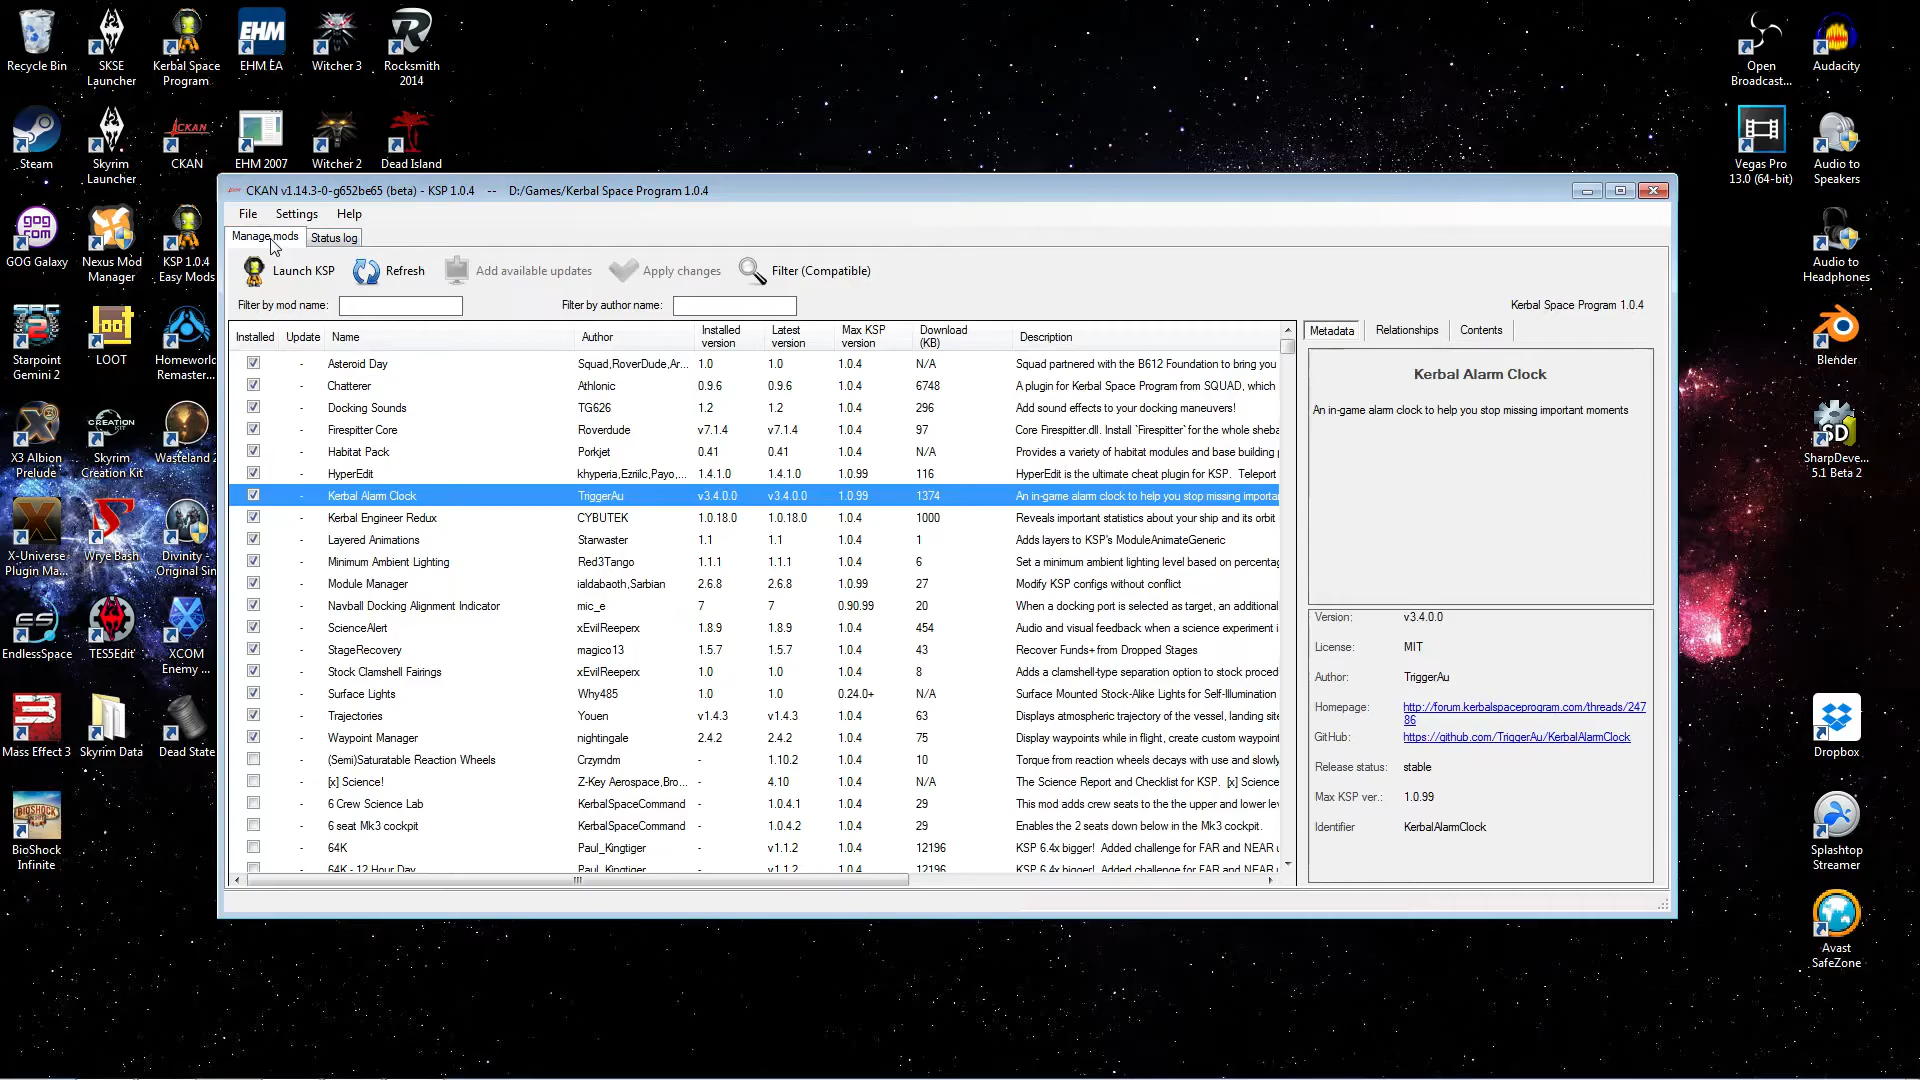 Recycle Bin
SKSE Launcher
Kerbal Space Program
EHM EA
Witcher 3
Rocksmith 2014
Steam
Skyrim Launcher
CKAN
EHM 2007
Witcher 2
Dead Island
GOG Galaxy
Nexus Mod Manager
KSP 1.0.4 Easy Mods
Starpoint Gemini 2
LOOT
Homeworld Remaster...
X3 Albion Prelude
Skyrim Creation Kit
Wasteland 2
X-Universe Plugin Ma...
Wrye Bash
Divinity - Original Sin
EndlessSpace
TES5Edit
XCOM Enemy ...
Mass Effect 3
Skyrim Data
Dead State
BioShock Infinite
Open Broadcast...
Audacity
Vegas Pro 13.0 (64-bit)
Audio to Speakers
Audio to Headphones
Blender
SharpDeve... 5.1 Beta 2
Dropbox
Splashtop Streamer
Avast SafeZone
CKAN v1.14.3-0-g652be65 (beta) - KSP 1.0.4 -- D:/Games/Kerbal Space Program 1.0.4
File Settings Help
Manage mods Status log
Launch KSP Refresh Add available updates Apply changes Filter (Compatible)
Filter by mod name: Filter by author name: Kerbal Space Program 1.0.4
Installed Update Name Author Installed version Latest version Max KSP version Download (KB) Description
- Asteroid Day Squad,RoverDude,Ar... 1.0 1.0 1.0.4 N/A Squad partnered with the B612 Foundation to bring you
- Chatterer Athlonic 0.9.6 0.9.6 1.0.4 6748 A plugin for Kerbal Space Program from SQUAD, which
- Docking Sounds TG626 1.2 1.2 1.0.4 296 Add sound effects to your docking maneuvers!
- Firespitter Core Roverdude v7.1.4 v7.1.4 1.0.4 97 Core Firespitter.dll. Install `Firespitter` for the whole sheba
- Habitat Pack Porkjet 0.41 0.41 1.0.4 N/A Provides a variety of habitat modules and base building
- HyperEdit khyperia,Ezriilc,Payo,... 1.4.1.0 1.4.1.0 1.0.99 116 HyperEdit is the ultimate cheat plugin for KSP. Teleport
- Kerbal Alarm Clock TriggerAu v3.4.0.0 v3.4.0.0 1.0.99 1374 An in-game alarm clock to help you stop missing importa
- Kerbal Engineer Redux CYBUTEK 1.0.18.0 1.0.18.0 1.0.4 1000 Reveals important statistics about your ship and its orbit
- Layered Animations Starwaster 1.1 1.1 1.0.4 1 Adds layers to KSP's ModuleAnimateGeneric
- Minimum Ambient Lighting Red3Tango 1.1.1 1.1.1 1.0.4 6 Set a minimum ambient lighting level based on percentag
- Module Manager ialdabaoth,Sarbian 2.6.8 2.6.8 1.0.99 27 Modify KSP configs without conflict
- Navball Docking Alignment Indicator mic_e 7 7 0.90.99 20 When a docking port is selected as target, an additional
- ScienceAlert xEvilReeperx 1.8.9 1.8.9 1.0.4 454 Audio and visual feedback when a science experiment i
- StageRecovery magico13 1.5.7 1.5.7 1.0.4 43 Recover Funds+ from Dropped Stages
- Stock Clamshell Fairings xEvilReeperx 1.0 1.0 1.0.4 8 Adds a clamshell-type separation option to stock proced
- Surface Lights Why485 1.0 1.0 0.24.0+ N/A Surface Mounted Stock-Alike Lights for Self-Illumination
- Trajectories Youen v1.4.3 v1.4.3 1.0.4 63 Displays atmospheric trajectory of the vessel, landing site
- Waypoint Manager nightingale 2.4.2 2.4.2 1.0.4 75 Display waypoints while in flight, create custom waypoint
- (Semi)Saturatable Reaction Wheels Crzymdm - 1.10.2 1.0.4 10 Torque from reaction wheels decays with use and slowly
- [x] Science! Z-Key Aerospace,Bro... - 4.10 1.0.4 N/A The Science Report and Checklist for KSP. [x] Science
- 6 Crew Science Lab KerbalSpaceCommand - 1.0.4.1 1.0.4 29 This mod adds crew seats to the the upper and lower lev
- 6 seat Mk3 cockpit KerbalSpaceCommand - 1.0.4.2 1.0.4 29 Enables the 2 seats down below in the Mk3 cockpit.
- 64K Paul_Kingtiger - v1.1.2 1.0.4 12196 KSP 6.4x bigger! Added challenge for FAR and NEAR u
- 64K - 12 Hour Day Paul_Kingtiger - v1.1.2 1.0.4 12196 KSP 6.4x bigger! Added challenge for FAR and NEAR u
Metadata Relationships Contents
Kerbal Alarm Clock
An in-game alarm clock to help you stop missing important moments
Version: v3.4.0.0
License: MIT
Author: TriggerAu
Homepage: http://forum.kerbalspaceprogram.com/threads/247
86
GitHub: https://github.com/TriggerAu/KerbalAlarmClock
Release status: stable
Max KSP ver.: 1.0.99
Identifier KerbalAlarmClock